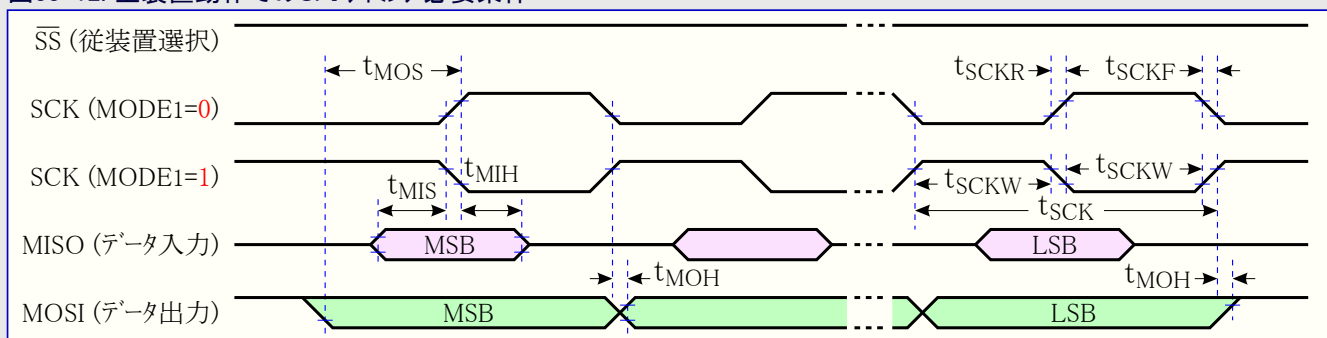 SS (従装置選択)
tMOS
tSCKR
tSCKF
SCK (MODE1=0)
SCK (MODE1=1)
tMIS
tMIH
tSCKW
tSCKW
tSCK
MISO (データ入力)
MSB
LSB
tMOH
tMOH
MOSI (データ出力)
MSB
LSB